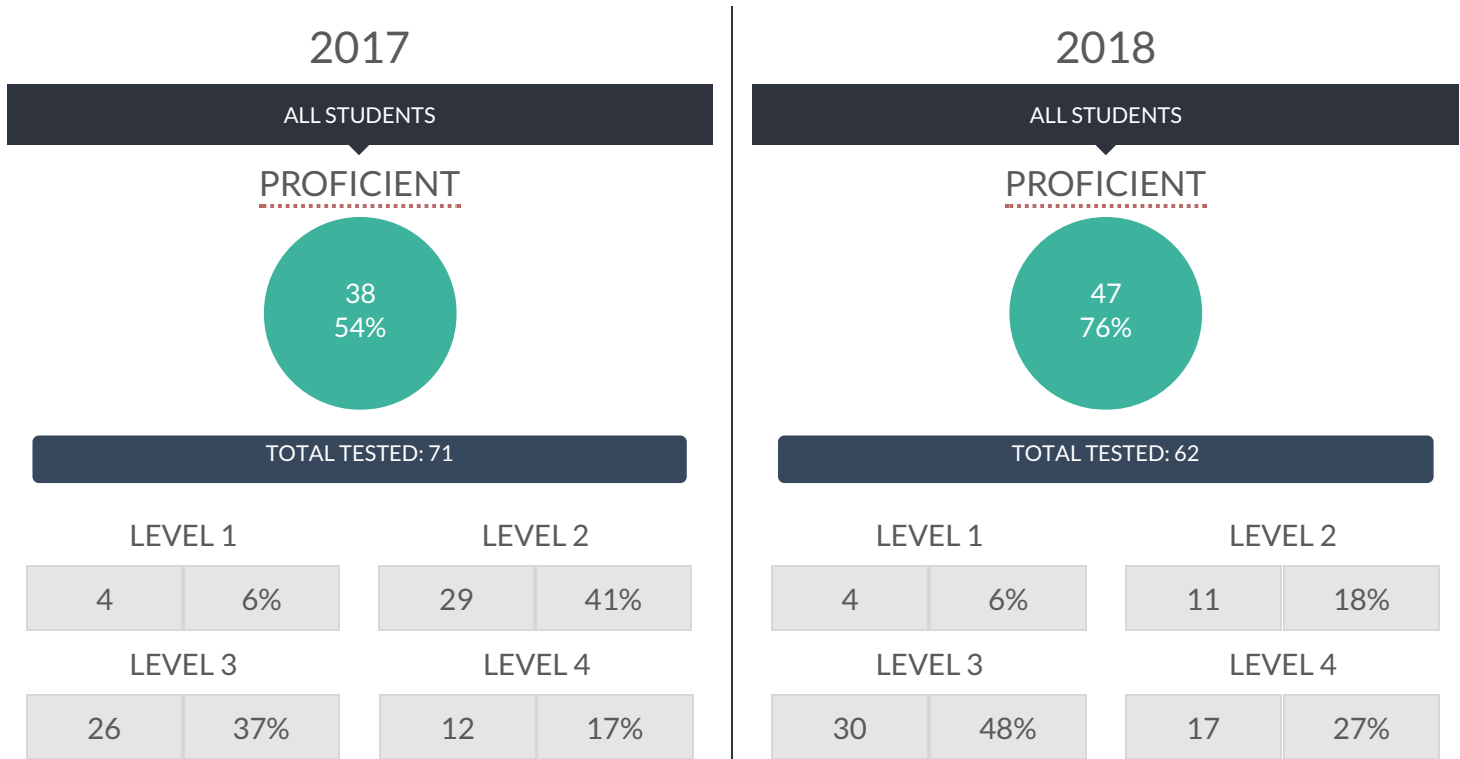 2017
ALL STUDENTS
PROFICIENT
38
54%
TOTAL TESTED: 71
LEVEL 1
LEVEL 2
4 6%
29 41%
LEVEL 3
LEVEL 4
26 37%
12 17%
2018
ALL STUDENTS
PROFICIENT
47
76%
TOTAL TESTED: 62
LEVEL 1
LEVEL 2
4 6%
11 18%
LEVEL 3
LEVEL 4
30 48%
17 27%